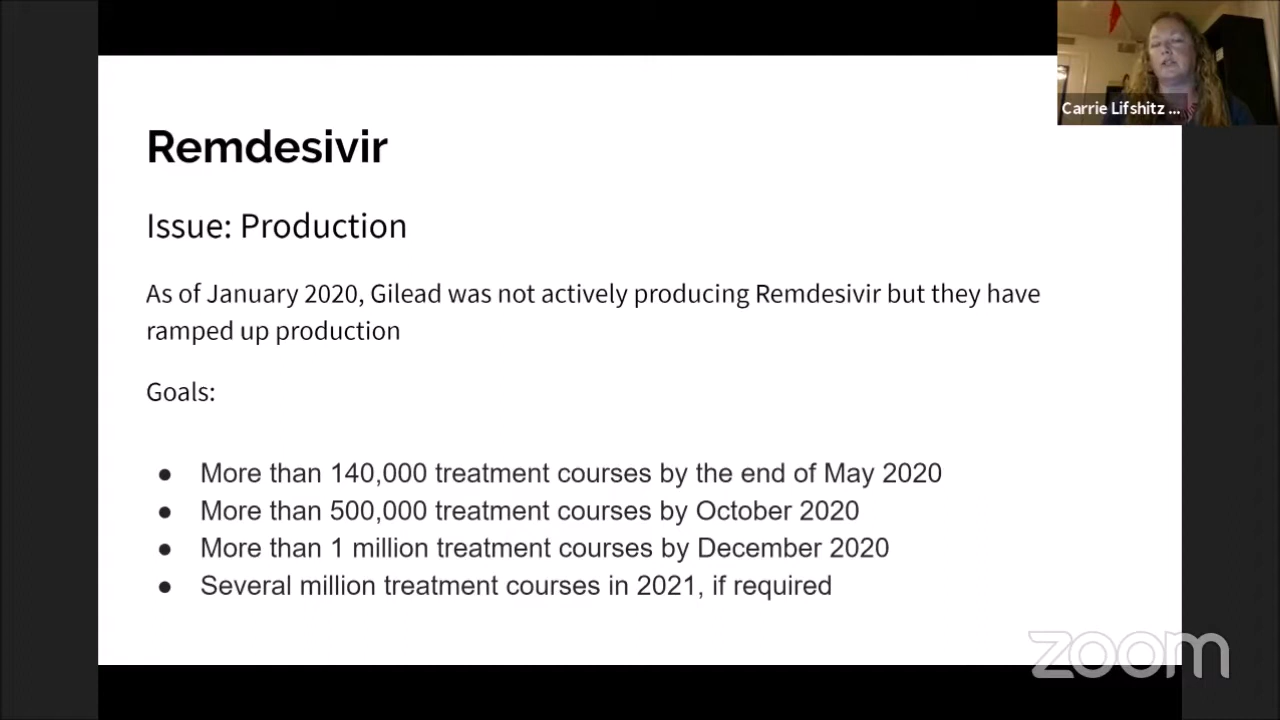 Carrie Lifshitz ...
Remdesivir
Issue: Production
As of January 2020, Gilead was not actively producing Remdesivir but they have
ramped up production
Goals:
● More than 140,000 treatment courses by the end of May 2020
● More than 500,000 treatment courses by October 2020
● More than 1 million treatment courses by December 2020
● Several million treatment courses in 2021, if required
zoom